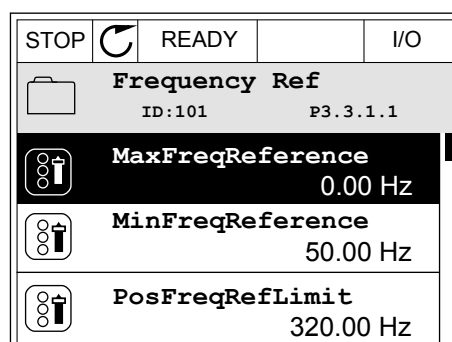 STOP READY I/O
Frequency Ref
ID:101 P3.3.1.1
MaxFreqReference
0.00 Hz
MinFreqReference
50.00 Hz
PosFreqRefLimit
320.00 Hz